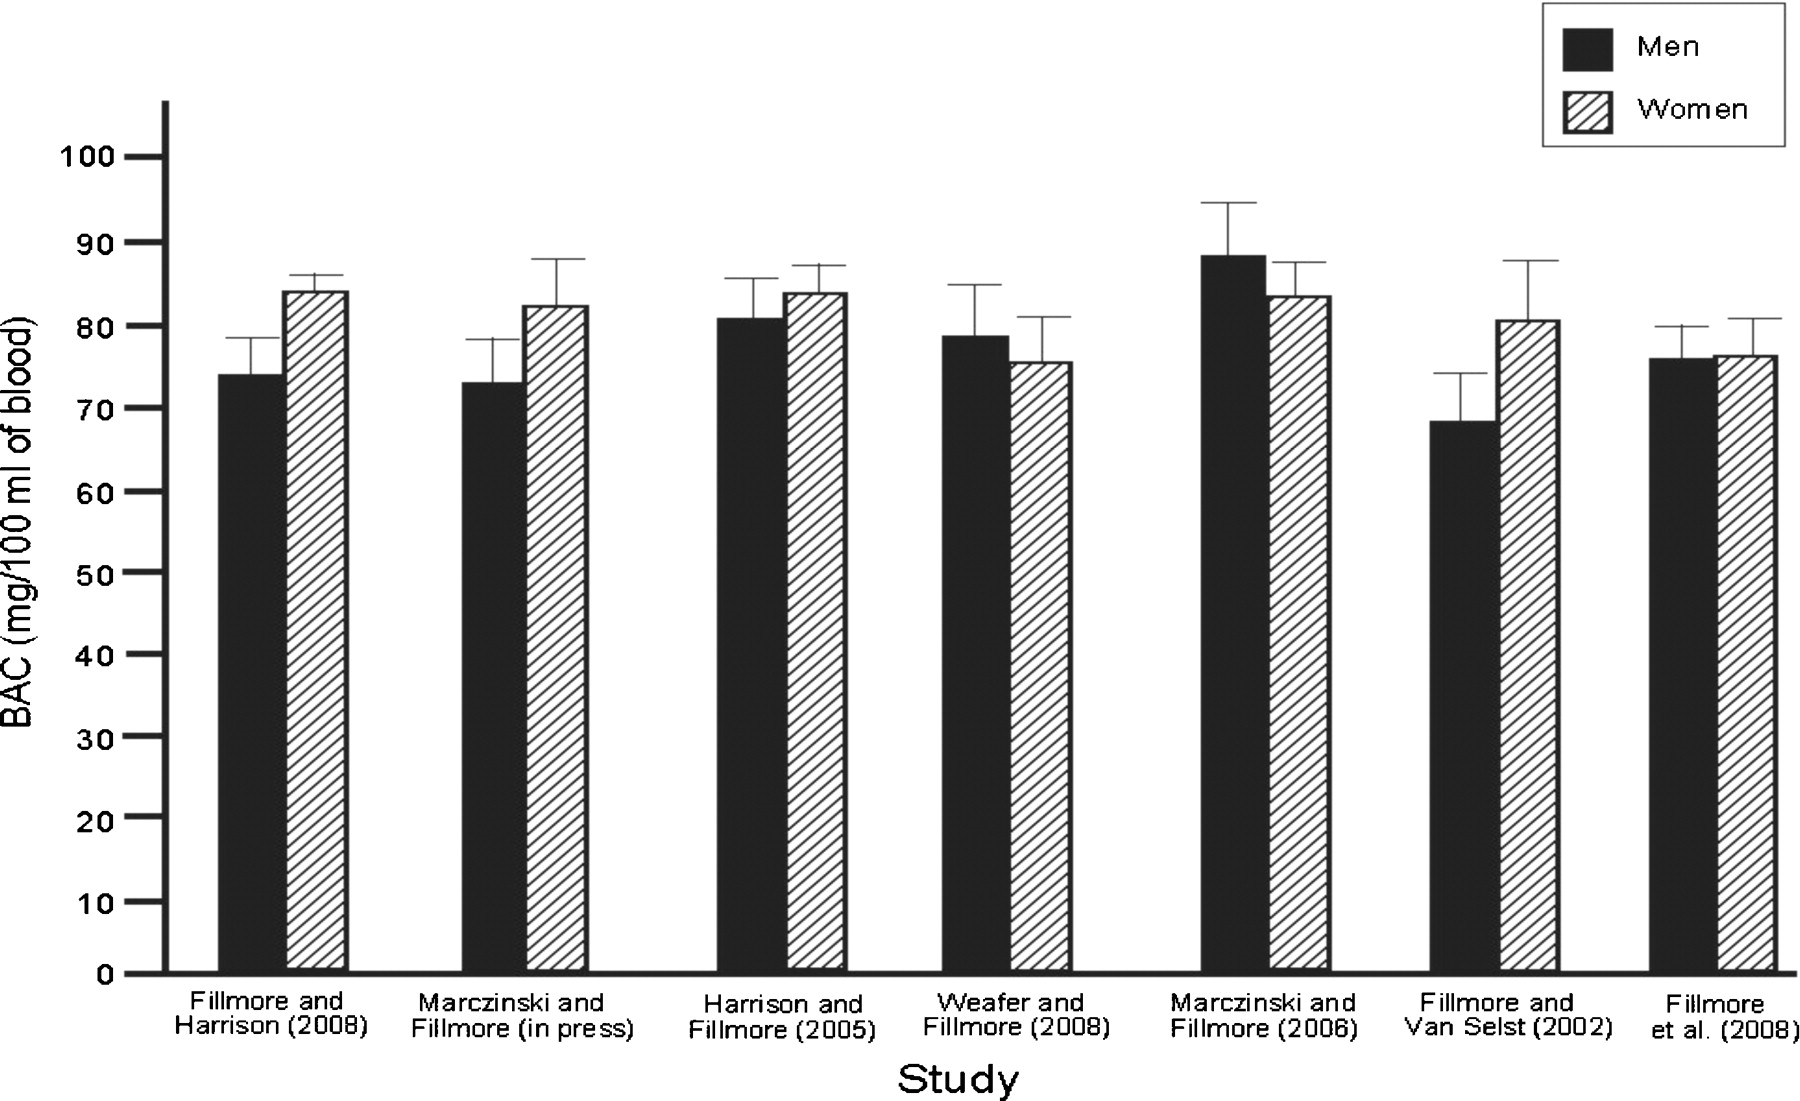 Men
Women
100
90
80
70
60
50
40
30
20
10
0
BAC (mg/100 ml of blood)
Fillmore and
Harrison (2008)
Marczinski and
Fillmore (in press)
Harrison and
Fillmore (2005)
Weafer and
Fillmore (2008)
Marczinski and
Fillmore (2006)
Fillmore and
Van Selst (2002)
Fillmore
et al. (2008)
Study